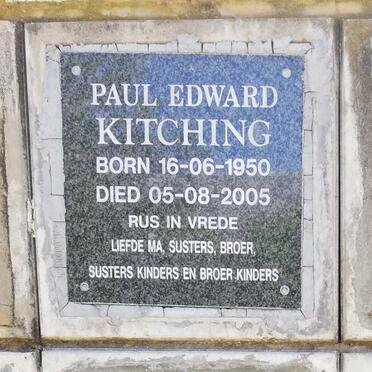 PAUL EDWARD
KITCHING
BORN 16-06-1950
DIED 05-08-2005
RUS IN VREDE
LIEFDE MA, SUSTERS, BROER,
SUSTERS KINDERS EN BROER KINDERS